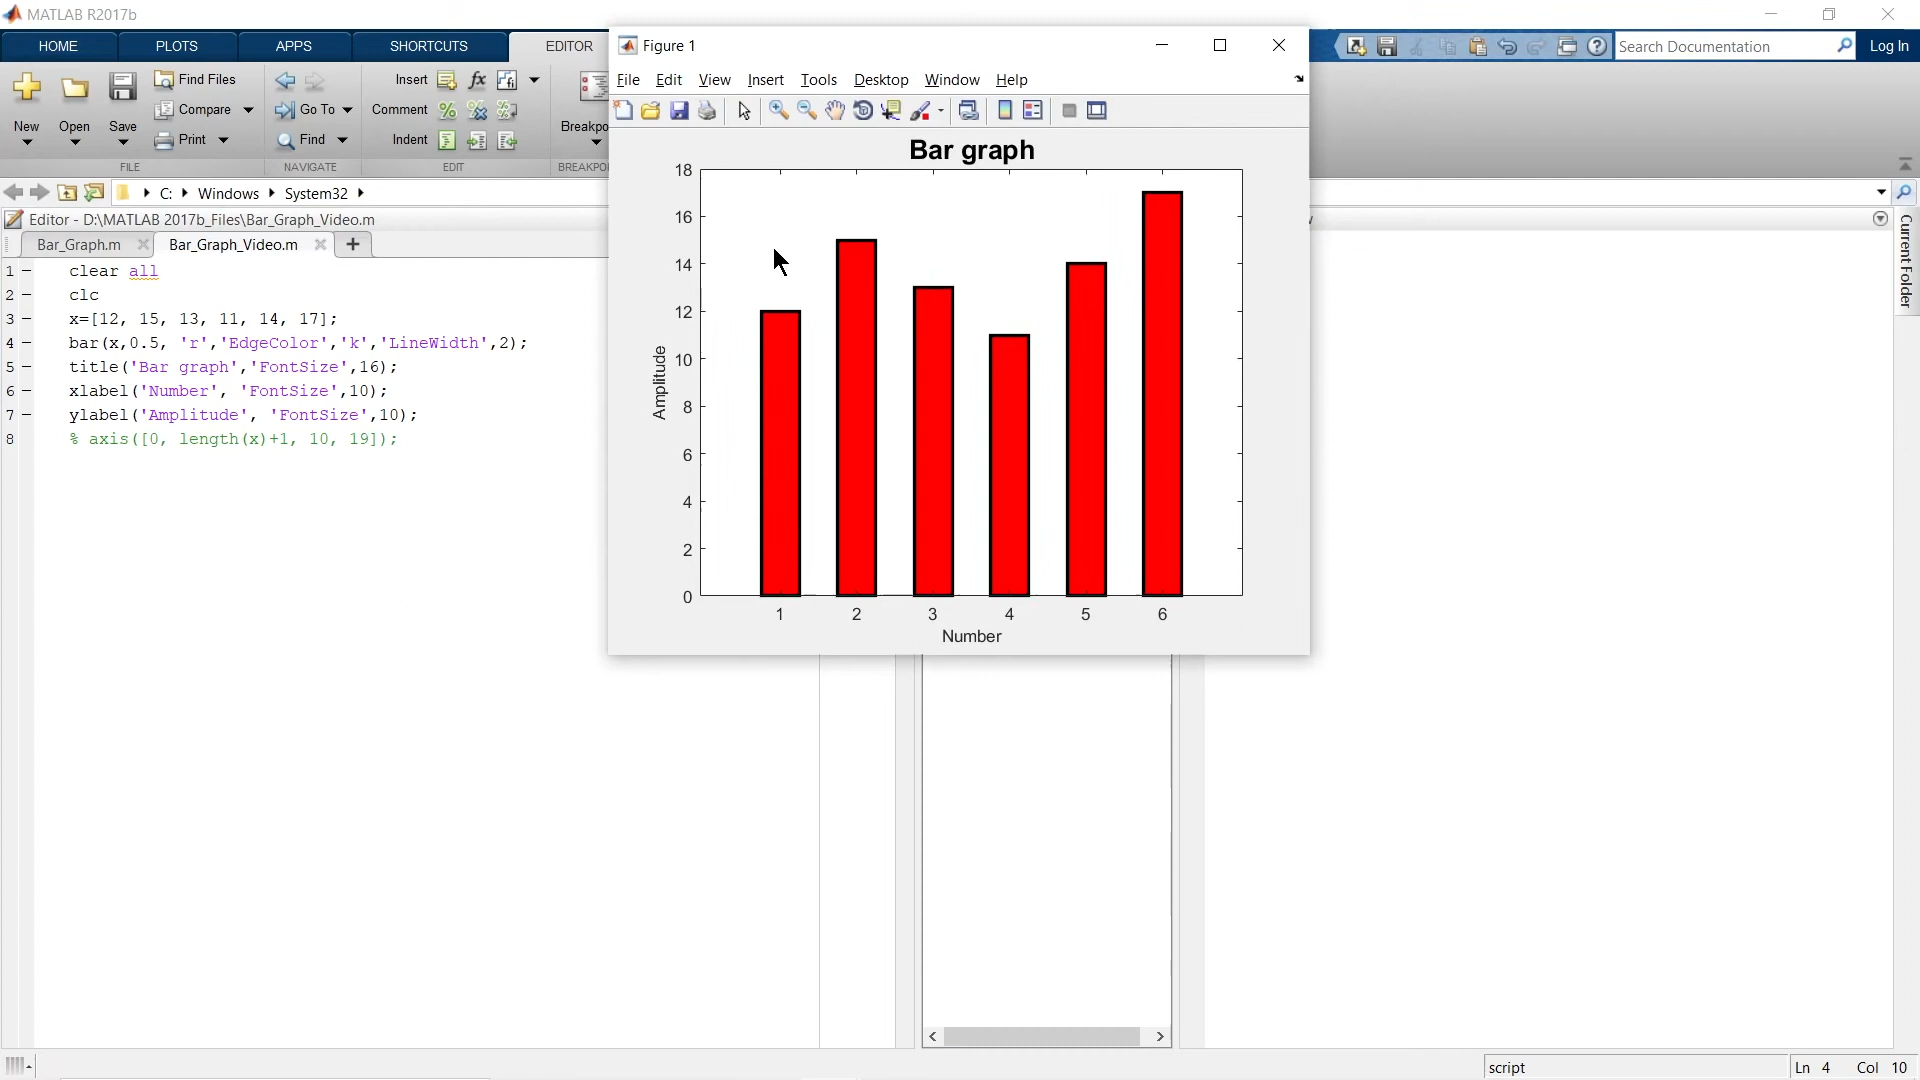 MATLAB R2017b
HOME
PLOTS
APPS
SHORTCUTS
EDITOR
Search Documentation
Log In
New
Open
Save
Find Files
Compare
Print
FILE
Go To
Find
NAVIGATE
Insert
Comment
Indent
EDIT
Breakpo
BREAKPO
C: Windows System32
Editor - D:\MATLAB 2017b_Files\Bar_Graph_Video.m
Bar_Graph.m
Bar_Graph_Video.m
1 clear all
2 clc
3 x=[12, 15, 13, 11, 14, 17];
4 bar(x,0.5, 'r','EdgeColor','k','LineWidth',2);
5 title('Bar graph','FontSize',16);
6 xlabel('Number', 'FontSize',10);
7 ylabel('Amplitude', 'FontSize',10);
8 % axis([0, length(x)+1, 10, 19]);
Figure 1
File Edit View Insert Tools Desktop Window Help
Bar graph
18
16
14
12
10
8
6
4
2
0
Amplitude
1 2 3 4 5 6
Number
Current Folder
script
Ln 4 Col 10